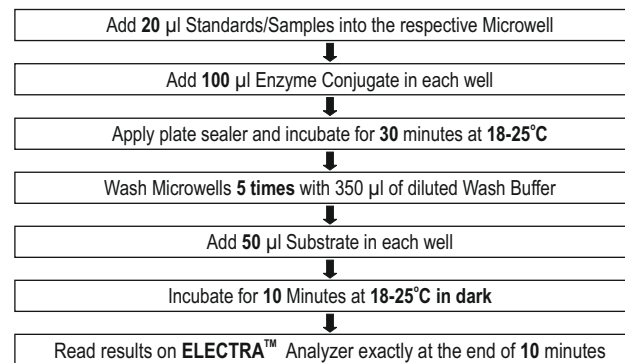 Add 20 µl Standards/Samples into the respective Microwell
Add 100 µl Enzyme Conjugate in each well
Apply plate sealer and incubate for 30 minutes at 18-25°C
Wash Microwells 5 times with 350 µl of diluted Wash Buffer
Add 50 µl Substrate in each well
Incubate for 10 Minutes at 18-25°C in dark
Read results on ELECTRA™ Analyzer exactly at the end of 10 minutes